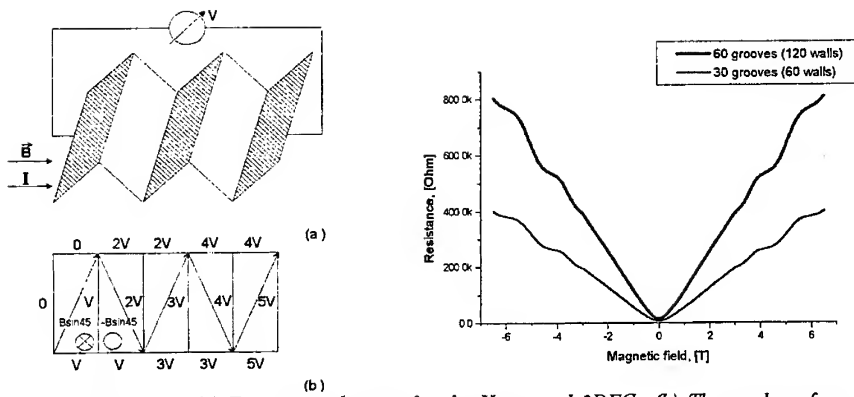 V
B
I
(a)
0 2V 2V 4V 4V
0 V 2V 3V 4V 5V
Bsin45 -Bsin45
V V 3V 3V 5V
(b)
60 grooves (120 walls)
30 grooves (60 walls)
Resistance, [Ohm]
800.0k
600.0k
400.0k
200.0k
0.0
-6 -4 -2 0 2 4 6
Magnetic field, [T]